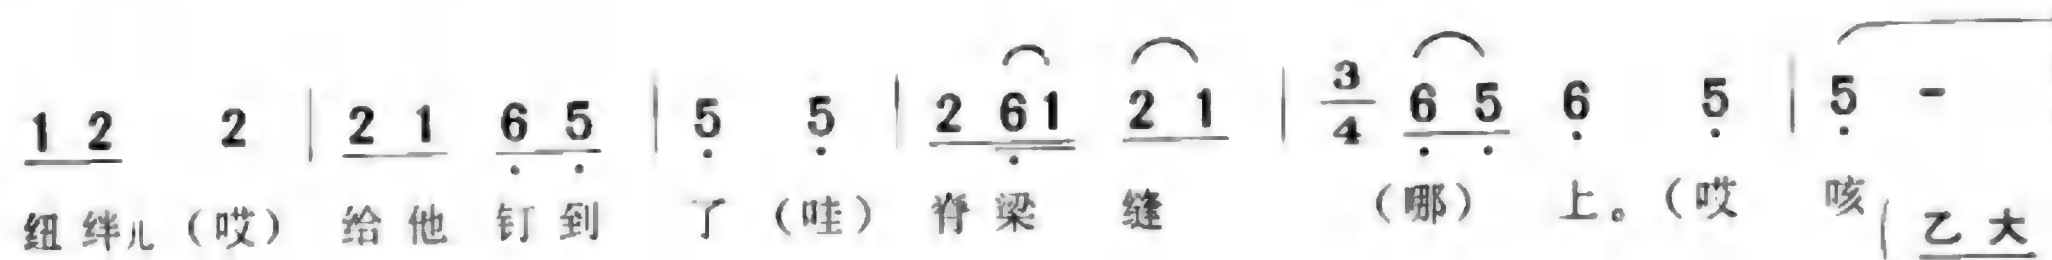 1 2 2 | 2 1 6 5 | 5 5 | 2 6 1 2 1 | 3/4 6 5 6 5 | 5 -
纽 绊儿 (哎) 给 他 钉 到 了 (哇) 脊 梁 缝 (哪) 上。(哎 咳 (乙 大